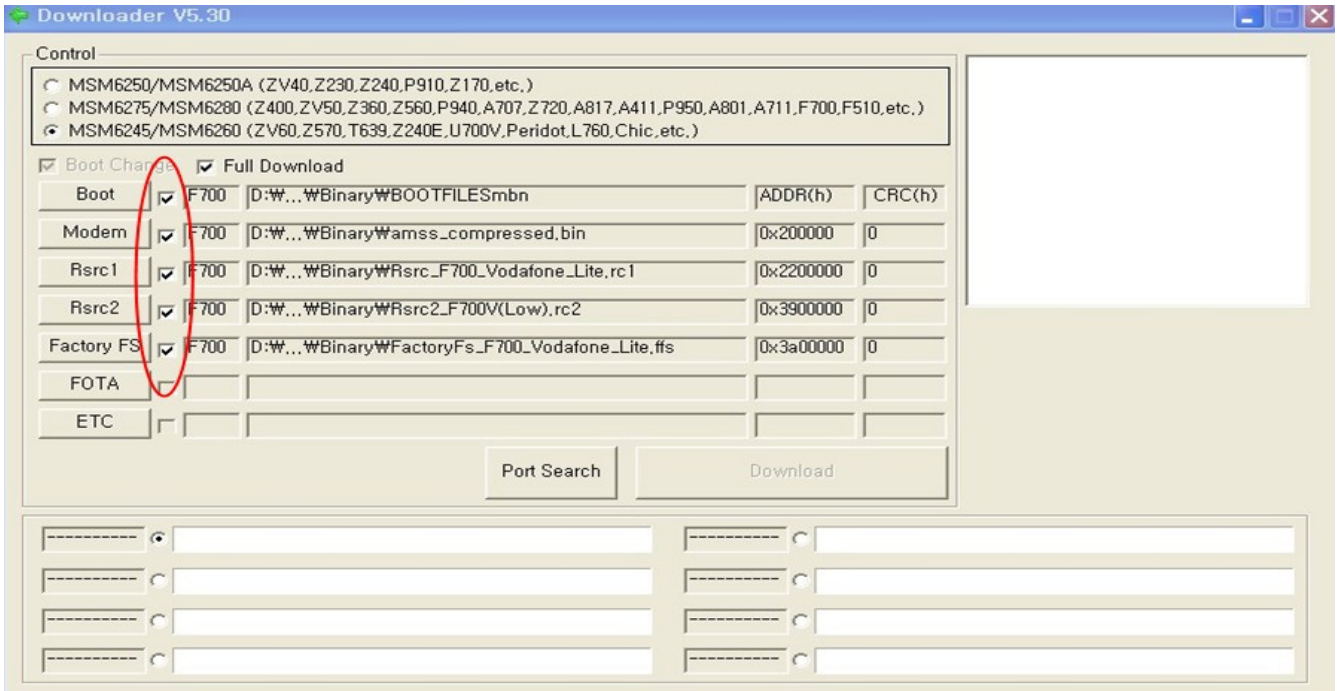 Downloader V5.30
Control
MSM6250/MSM6250A (ZV40,Z230,Z240,P910,Z170,etc,)
MSM6275/MSM6280 (Z400,ZV50,Z360,Z560,P940,A707,Z720,A817,A411,P950,A801,A711,F700,F510,etc,)
MSM6245/MSM6260 (ZV60,Z570,T639,Z240E,U700V,Peridot,L760,Chic,etc,)
Boot Change Full Download
Boot F700 D:₩...₩Binary₩BOOTFILESmbn ADDR(h) CRC(h)
Modem F700 D:₩...₩Binary₩amss_compressed,bin 0x200000 0
Rsrc1 F700 D:₩...₩Binary₩Rsrc_F700_Vodafone_Lite,rc1 0x2200000 0
Rsrc2 F700 D:₩...₩Binary₩Rsrc2_F700V(Low),rc2 0x3900000 0
Factory FS F700 D:₩...₩Binary₩FactoryFs_F700_Vodafone_Lite,ffs 0x3a00000 0
FOTA
ETC
Port Search Download
---------- ----------
---------- ----------
---------- ----------
---------- ----------